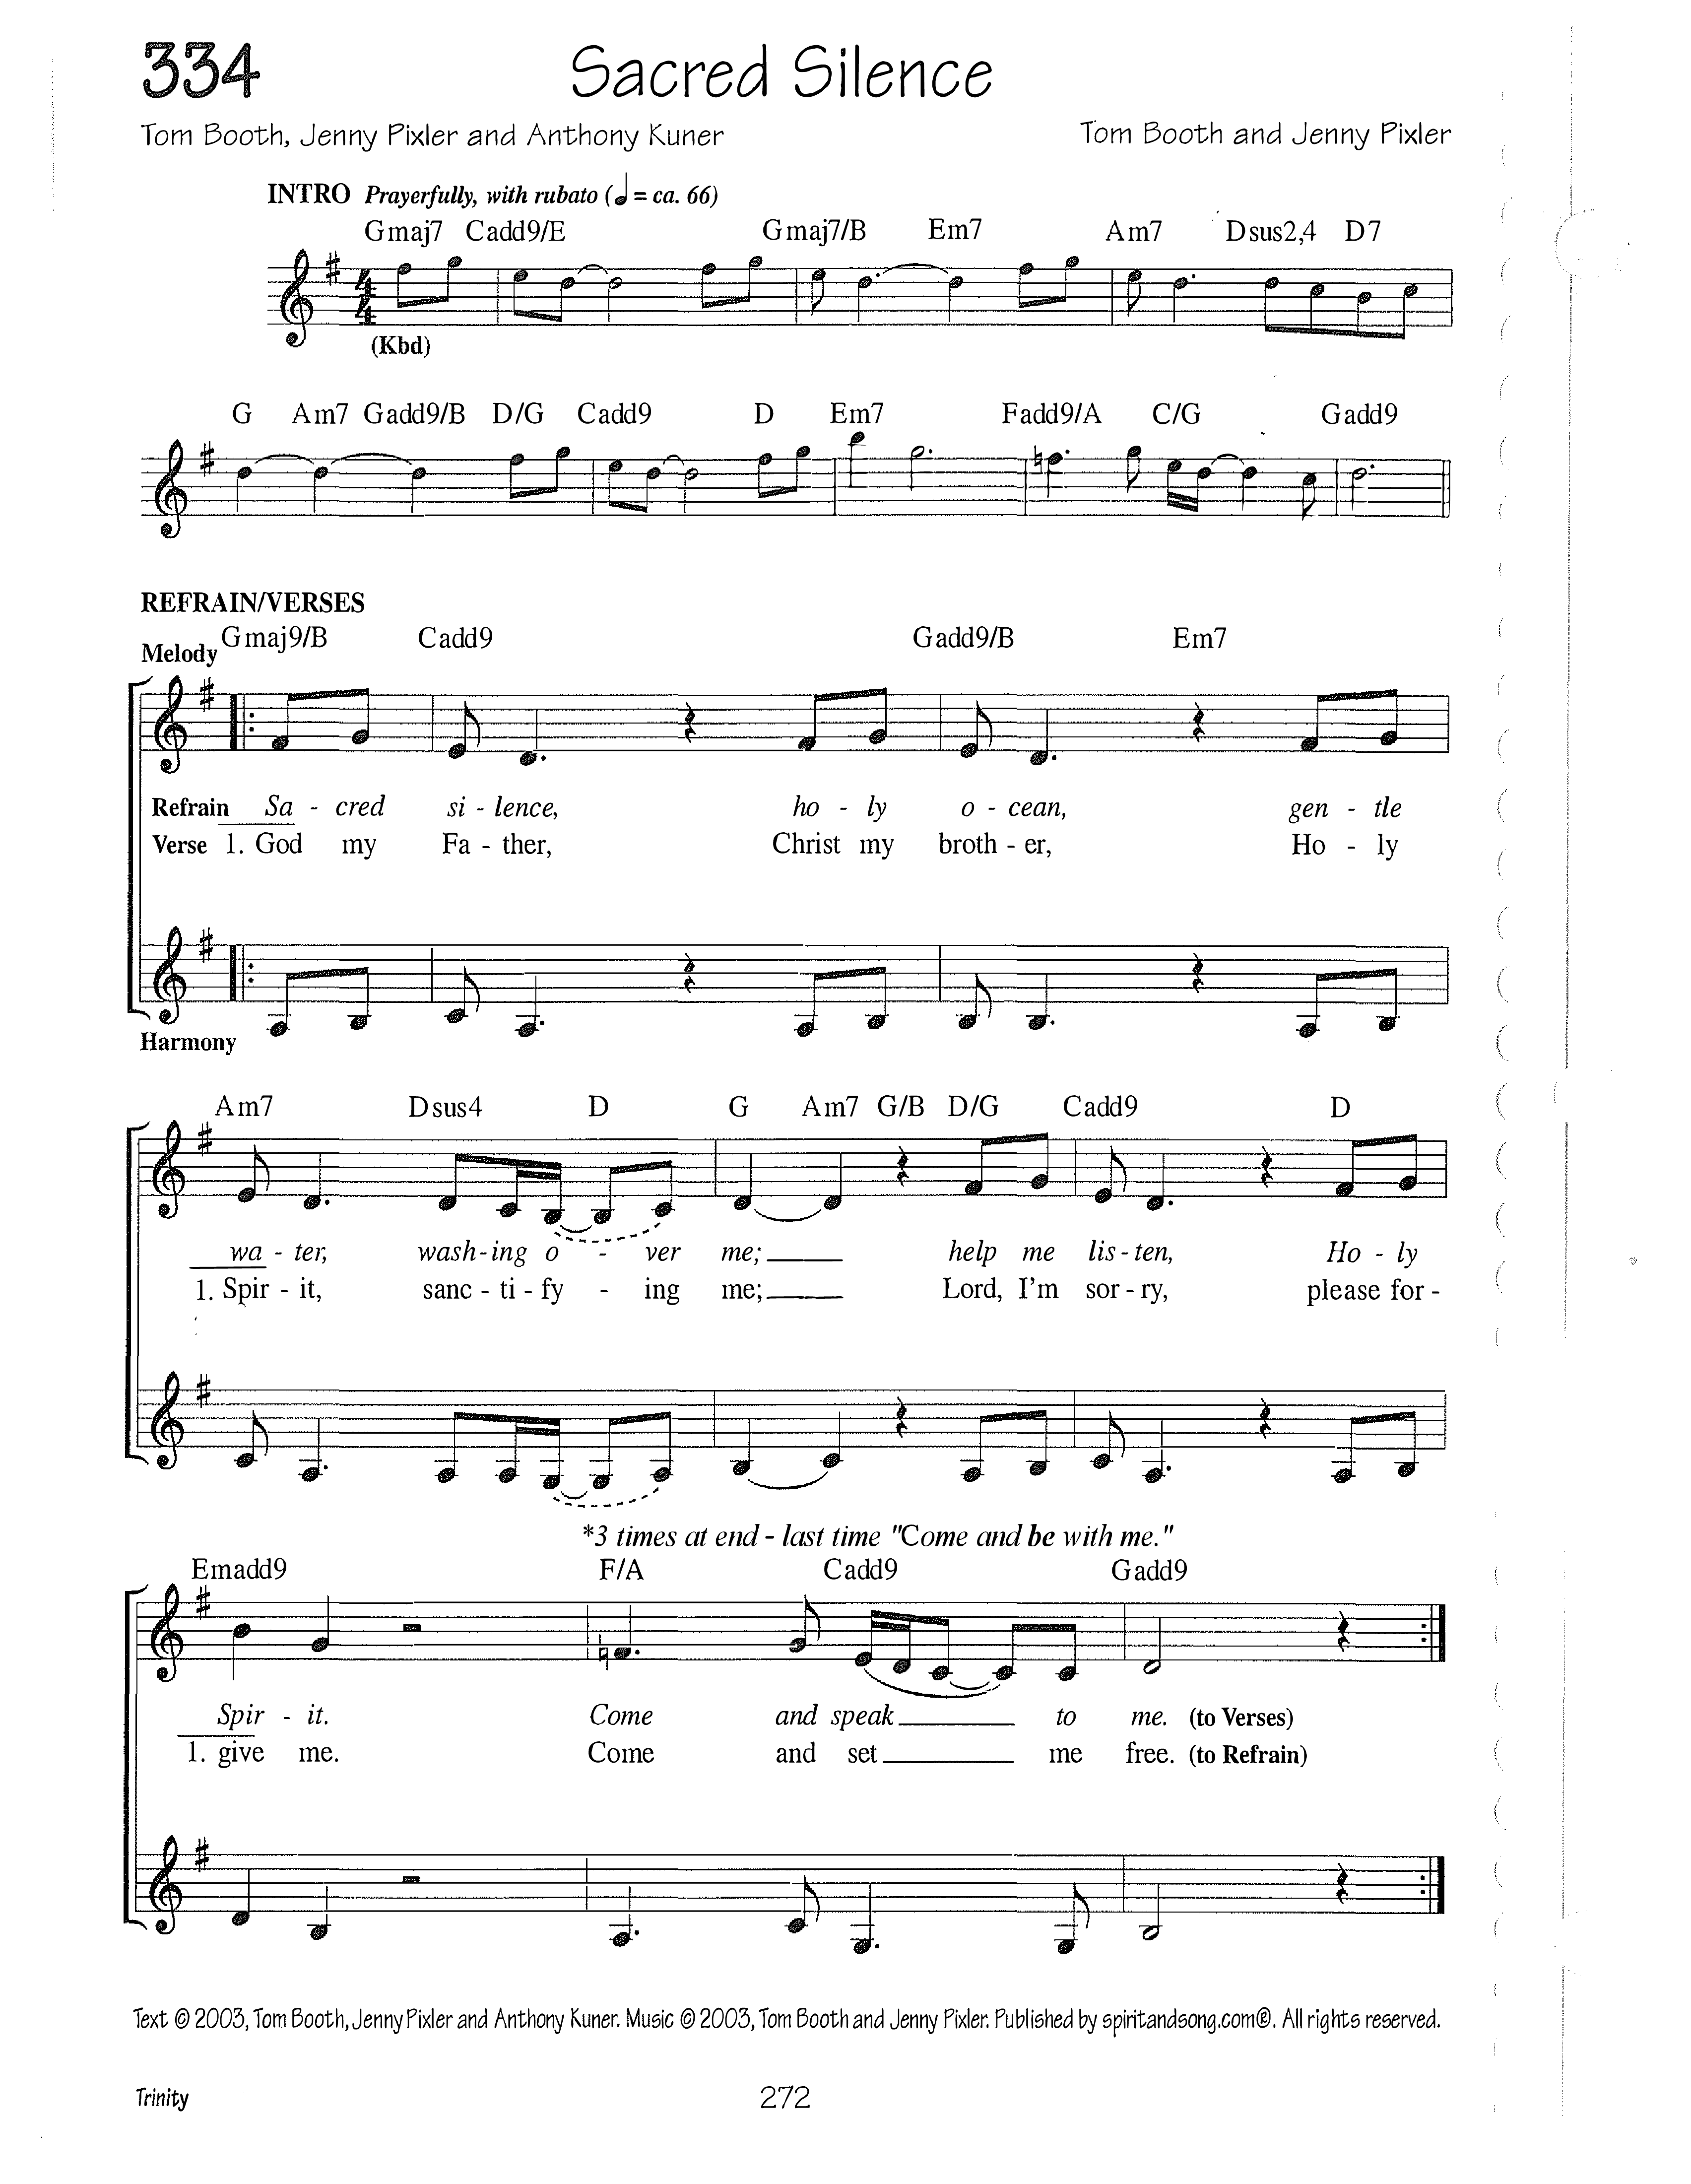 334
Sacred Silence
Tom Booth, Jenny Pixler and Anthony Kuner
Tom Booth and Jenny Pixler
INTRO Prayerfully, with rubato (♩ = ca. 66)
Gmaj7 Cadd9/E Gmaj7/B Em7 Am7 Dsus2,4 D7
(Kbd)
G Am7 Gadd9/B D/G Cadd9 D Em7 Fadd9/A C/G Gadd9
REFRAIN/VERSES
Gmaj9/B Cadd9 Gadd9/B Em7
Melody
Refrain Sa - cred si - lence, ho - ly o - cean, gen - tle
Verse 1. God my Fa - ther, Christ my broth - er, Ho - ly
Harmony
Am7 Dsus4 D G Am7 G/B D/G Cadd9 D
wa - ter, wash - ing o - ver me; help me lis - ten, Ho - ly
1. Spir - it, sanc - ti - fy - ing me; Lord, I'm sor - ry, please for -
*3 times at end - last time "Come and be with me."
Emadd9 F/A Cadd9 Gadd9
Spir - it. Come and speak to me. (to Verses)
1. give me. Come and set me free. (to Refrain)
Text © 2003, Tom Booth, Jenny Pixler and Anthony Kuner. Music © 2003, Tom Booth and Jenny Pixler. Published by spiritandsong.com®. All rights reserved.
Trinity
272